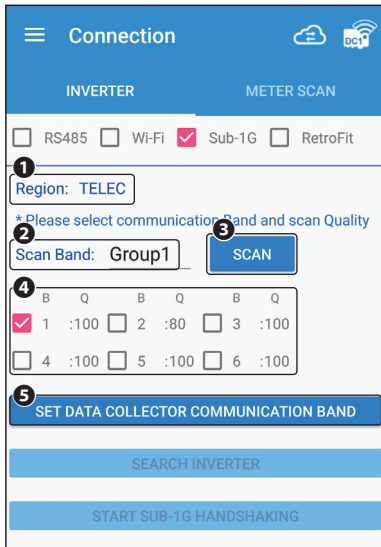 Connection
DC1
INVERTER METER SCAN
RS485 Wi-Fi Sub-1G RetroFit
1
Region: TELEC
* Please select communication Band and scan Quality
2 3
Scan Band: Group1 SCAN
4
B Q B Q B Q
1 :100 2 :80 3 :100
4 :100 5 :100 6 :100
5
SET DATA COLLECTOR COMMUNICATION BAND
SEARCH INVERTER
START SUB-1G HANDSHAKING